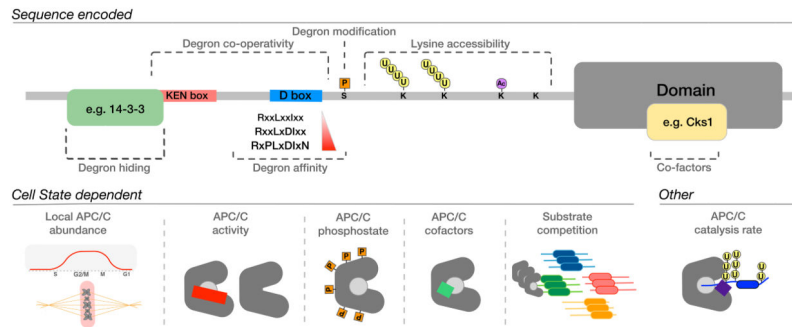 Sequence encoded
Degron modification
Degron co-operativity
Lysine accessibility
U U U U
U U U U
P
Ac
e.g. 14-3-3
KEN box
D box
S
K
K
K
K
Domain
e.g. Cks1
RxxLxxIxx
RxxLxDIxx
RxPLxDIxN
Degron hiding
Degron affinity
Co-factors
Cell State dependent
Other
Local APC/C
abundance
APC/C
activity
APC/C
phosphostate
APC/C
cofactors
Substrate
competition
APC/C
catalysis rate
S G2/M M G1
P P P P P P
U U U U U U U U